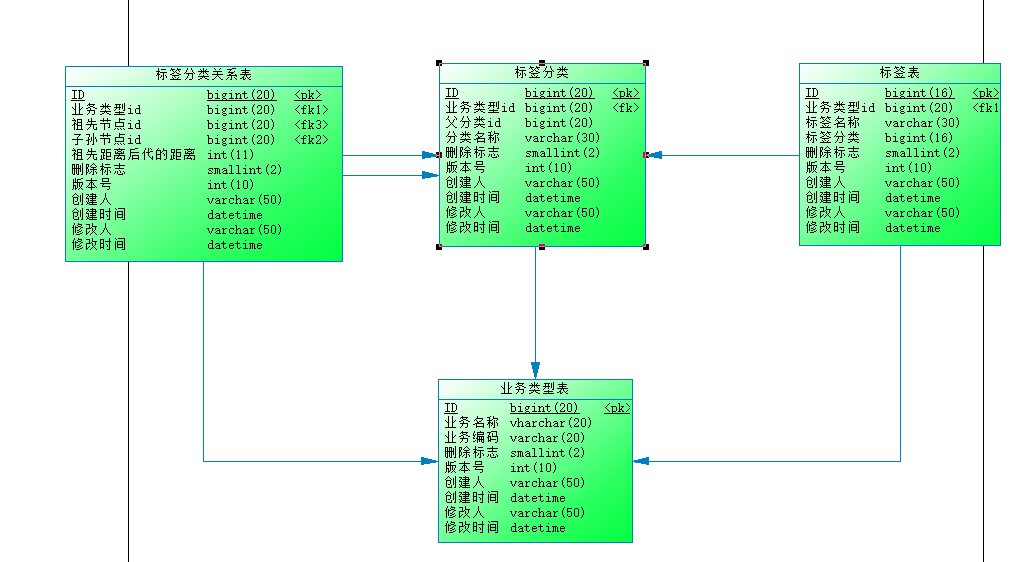 标签分类关系表
ID bigint(20) <pk>
业务类型id bigint(20) <fk1>
祖先节点id bigint(20) <fk3>
子孙节点id bigint(20) <fk2>
祖先距离后代的距离 int(11)
删除标志 smallint(2)
版本号 int(10)
创建人 varchar(50)
创建时间 datetime
修改人 varchar(50)
修改时间 datetime
标签分类
ID bigint(20) <pk>
业务类型id bigint(20) <fk>
父分类id bigint(20)
分类名称 varchar(30)
删除标志 smallint(2)
版本号 int(10)
创建人 varchar(50)
创建时间 datetime
修改人 varchar(50)
修改时间 datetime
标签表
ID bigint(16) <pk>
业务类型id bigint(20) <fk1
标签名称 varchar(30)
标签分类 bigint(16)
删除标志 smallint(2)
版本号 int(10)
创建人 varchar(50)
创建时间 datetime
修改人 varchar(50)
修改时间 datetime
业务类型表
ID bigint(20) <pk>
业务名称 vharchar(20)
业务编码 varchar(20)
删除标志 smallint(2)
版本号 int(10)
创建人 varchar(50)
创建时间 datetime
修改人 varchar(50)
修改时间 datetime